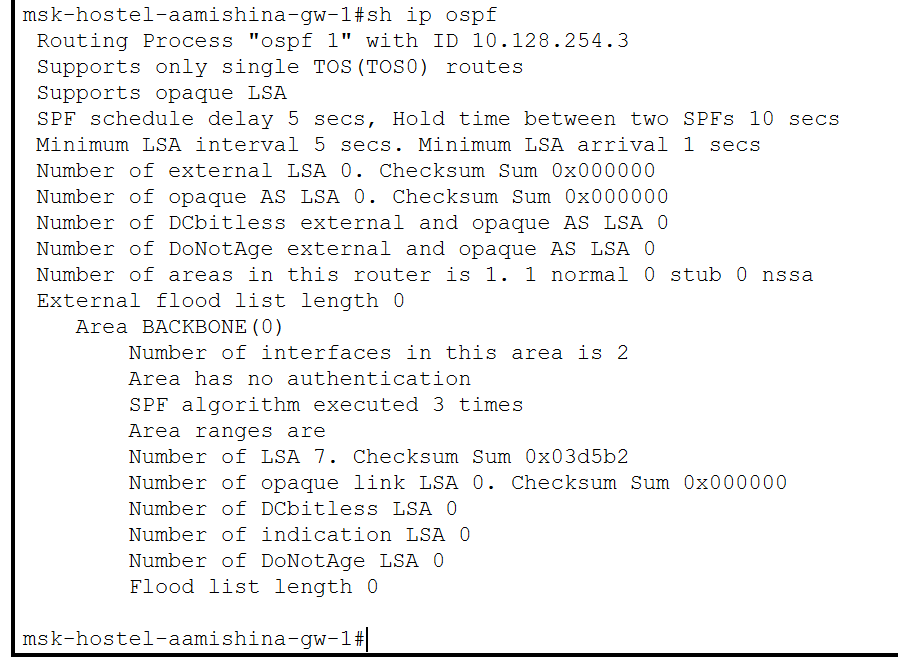 msk-hostel-aamishina-gw-1#sh ip ospf
Routing Process "ospf 1" with ID 10.128.254.3
Supports only single TOS(TOS0) routes
Supports opaque LSA
SPF schedule delay 5 secs, Hold time between two SPFs 10 secs
Minimum LSA interval 5 secs. Minimum LSA arrival 1 secs
Number of external LSA 0. Checksum Sum 0x000000
Number of opaque AS LSA 0. Checksum Sum 0x000000
Number of DCbitless external and opaque AS LSA 0
Number of DoNotAge external and opaque AS LSA 0
Number of areas in this router is 1. 1 normal 0 stub 0 nssa
External flood list length 0
Area BACKBONE(0)
Number of interfaces in this area is 2
Area has no authentication
SPF algorithm executed 3 times
Area ranges are
Number of LSA 7. Checksum Sum 0x03d5b2
Number of opaque link LSA 0. Checksum Sum 0x000000
Number of DCbitless LSA 0
Number of indication LSA 0
Number of DoNotAge LSA 0
Flood list length 0
msk-hostel-aamishina-gw-1#